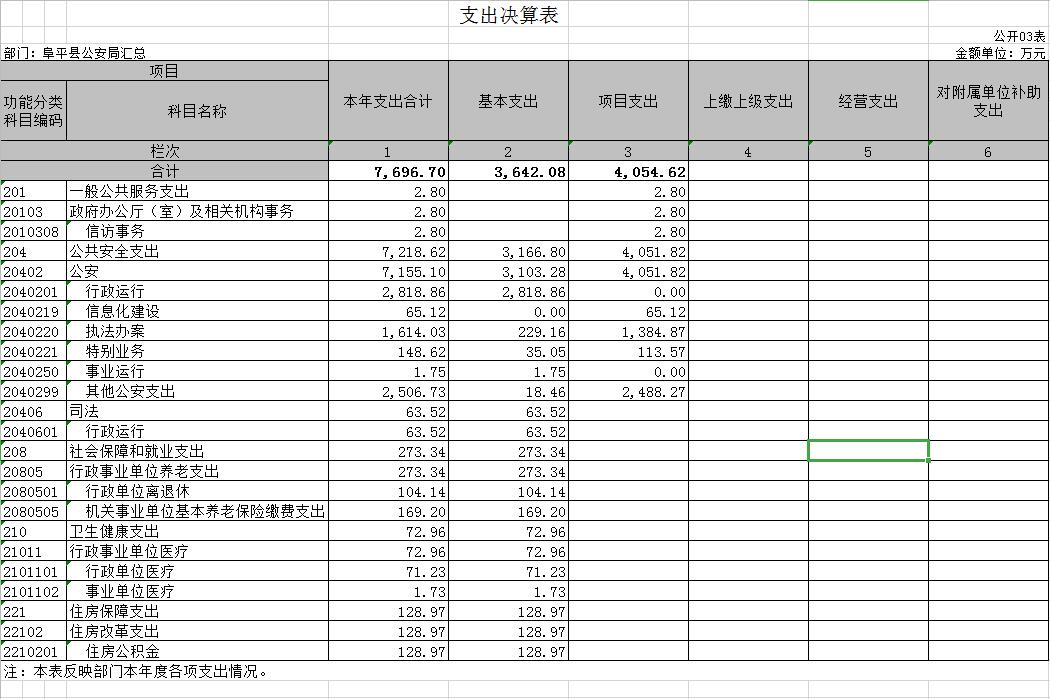 支出决算表
公开03表
部门：阜平县公安局汇总 金额单位：万元
项目 本年支出合计 基本支出 项目支出 上缴上级支出 经营支出 对附属单位补助支出
功能分类科目编码 科目名称
栏次 1 2 3 4 5 6
合计 7,696.70 3,642.08 4,054.62
201 一般公共服务支出 2.80 2.80
20103 政府办公厅（室）及相关机构事务 2.80 2.80
2010308 信访事务 2.80 2.80
204 公共安全支出 7,218.62 3,166.80 4,051.82
20402 公安 7,155.10 3,103.28 4,051.82
2040201 行政运行 2,818.86 2,818.86 0.00
2040219 信息化建设 65.12 0.00 65.12
2040220 执法办案 1,614.03 229.16 1,384.87
2040221 特别业务 148.62 35.05 113.57
2040250 事业运行 1.75 1.75 0.00
2040299 其他公安支出 2,506.73 18.46 2,488.27
20406 司法 63.52 63.52
2040601 行政运行 63.52 63.52
208 社会保障和就业支出 273.34 273.34
20805 行政事业单位养老支出 273.34 273.34
2080501 行政单位离退休 104.14 104.14
2080505 机关事业单位基本养老保险缴费支出 169.20 169.20
210 卫生健康支出 72.96 72.96
21011 行政事业单位医疗 72.96 72.96
2101101 行政单位医疗 71.23 71.23
2101102 事业单位医疗 1.73 1.73
221 住房保障支出 128.97 128.97
22102 住房改革支出 128.97 128.97
2210201 住房公积金 128.97 128.97
注：本表反映部门本年度各项支出情况。